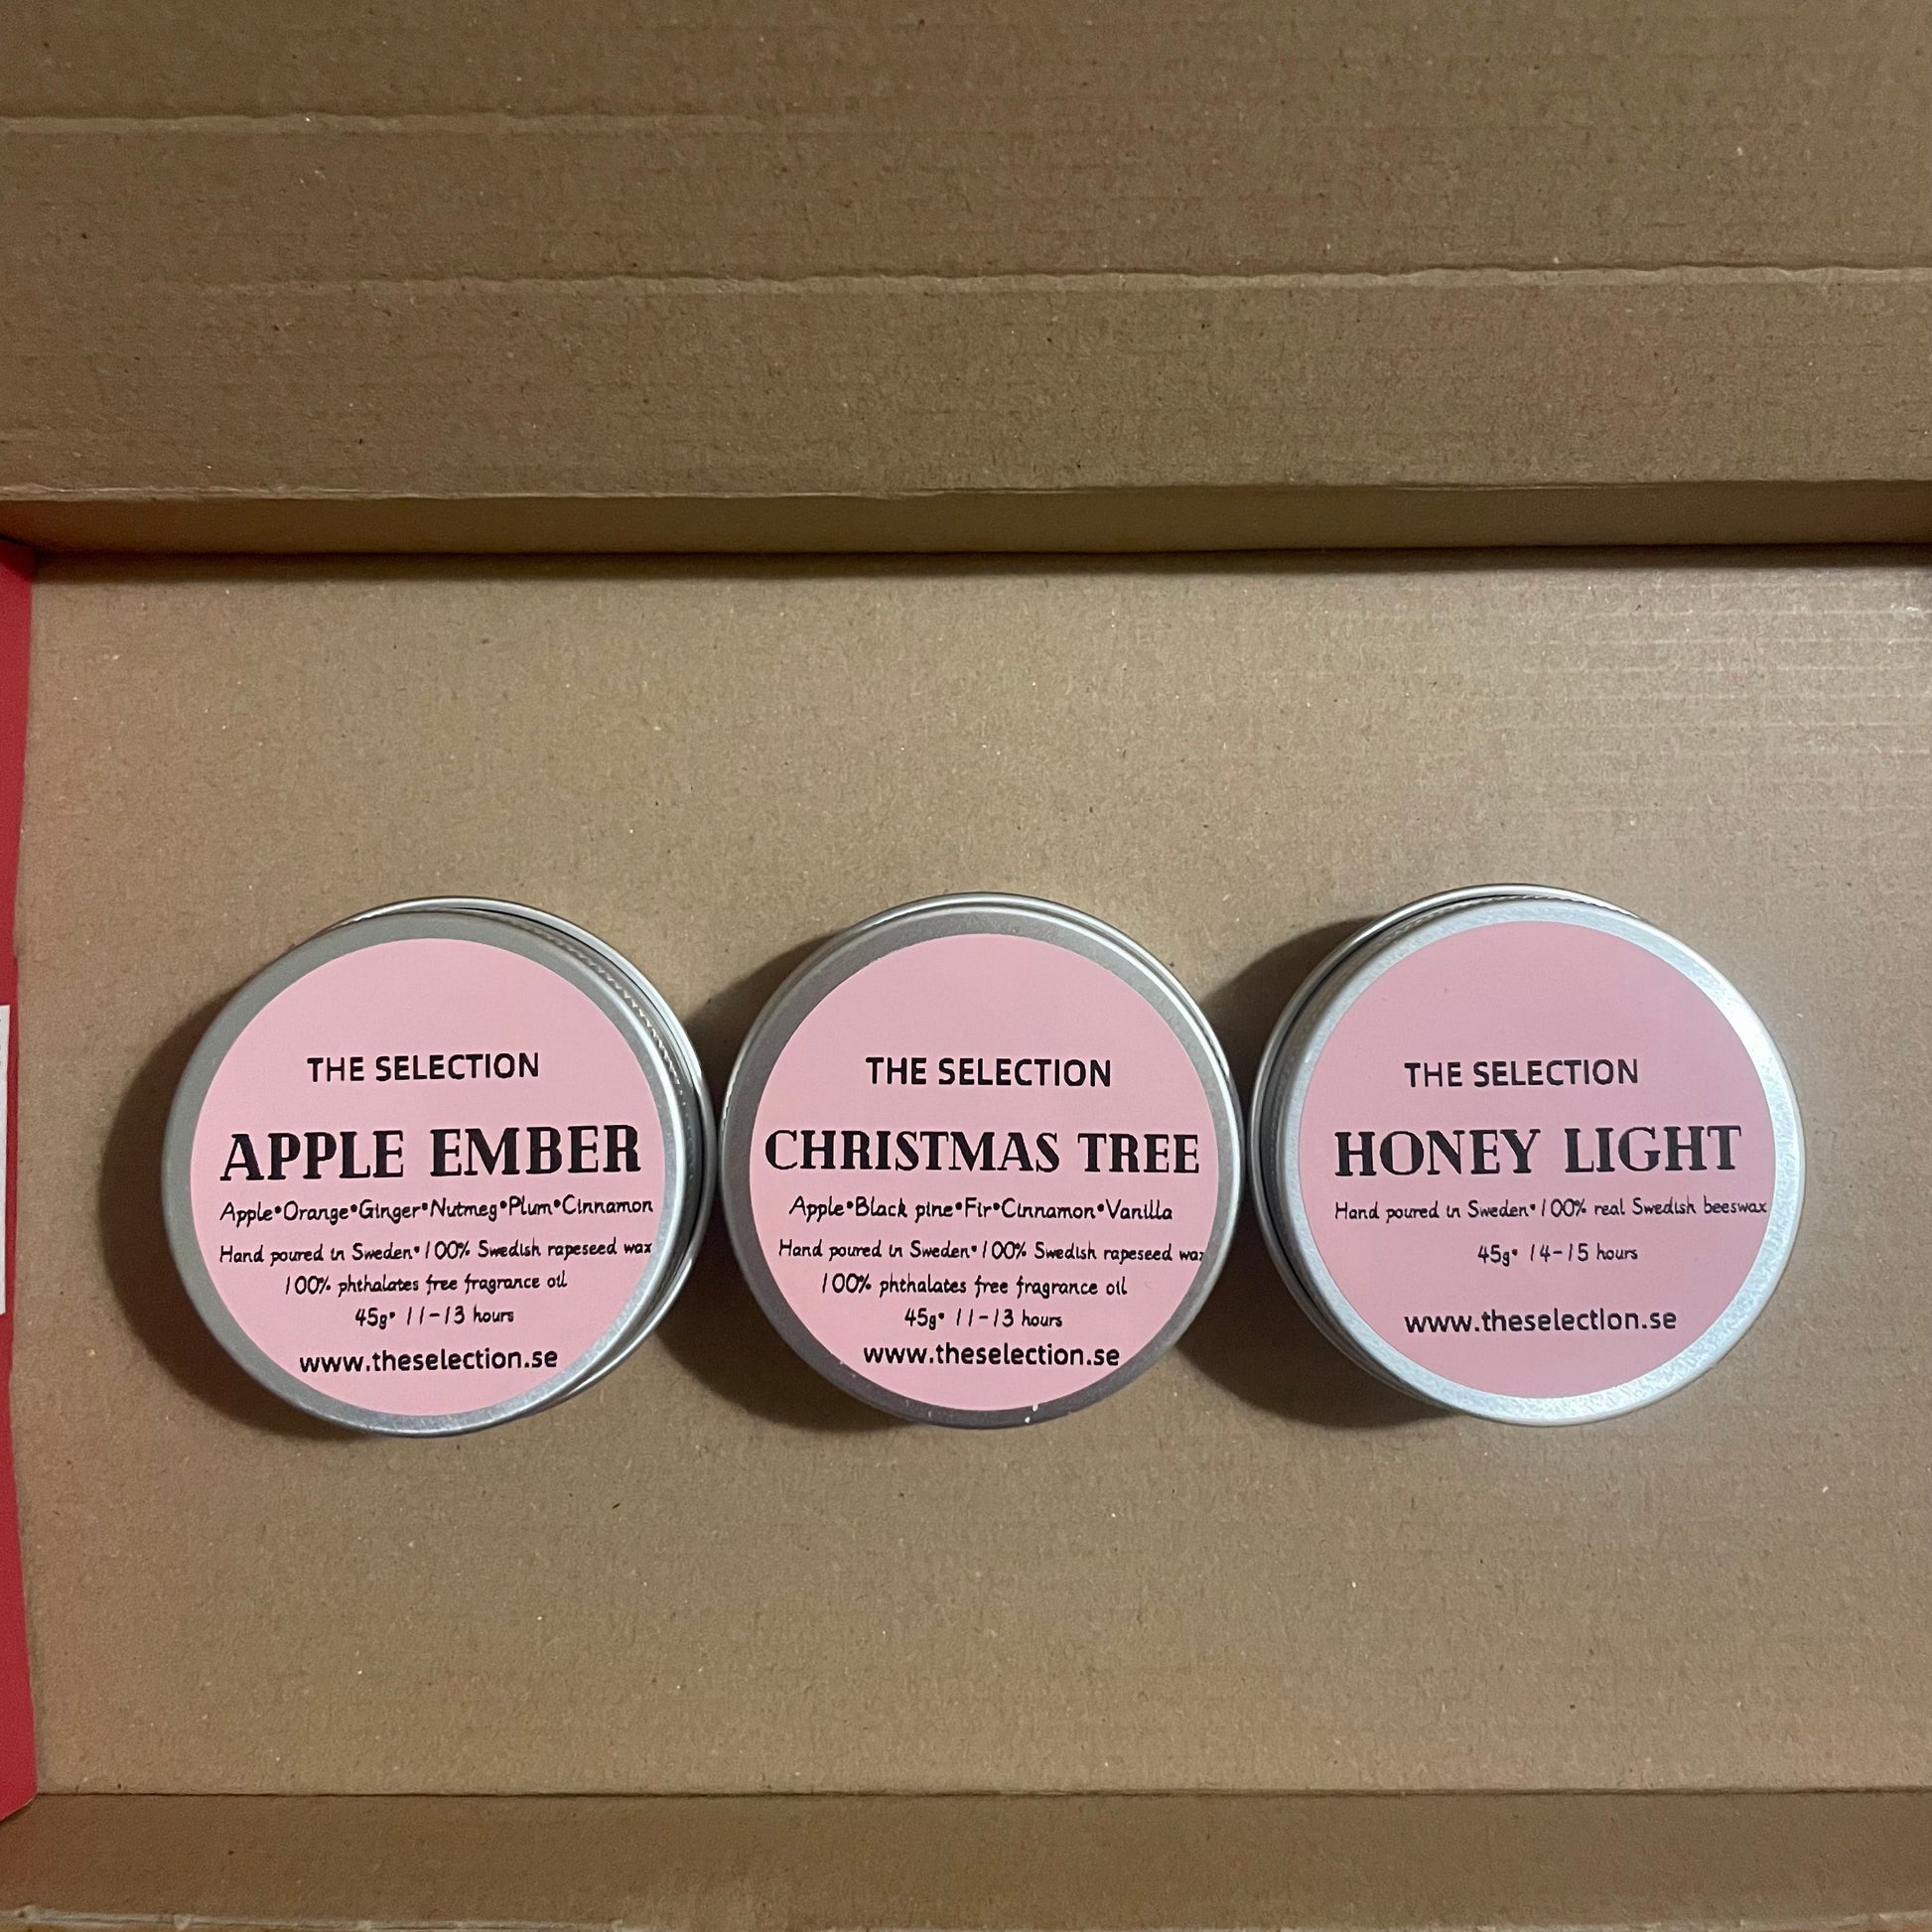 THE SELECTION
APPLE EMBER
Apple•Orange•Ginger•Nutmeg•Plum•Cinnamon
Hand poured in Sweden•100% Swedish rapeseed wax
100% phthalates free fragrance oil
45g• 11-13 hours
www.theselection.se
THE SELECTION
CHRISTMAS TREE
Apple•Black pine•Fir•Cinnamon•Vanilla
Hand poured in Sweden•100% Swedish rapeseed wax
100% phthalates free fragrance oil
45g• 11-13 hours
www.theselection.se
THE SELECTION
HONEY LIGHT
Hand poured in Sweden•100% real Swedish beeswax
45g• 14-15 hours
www.theselection.se